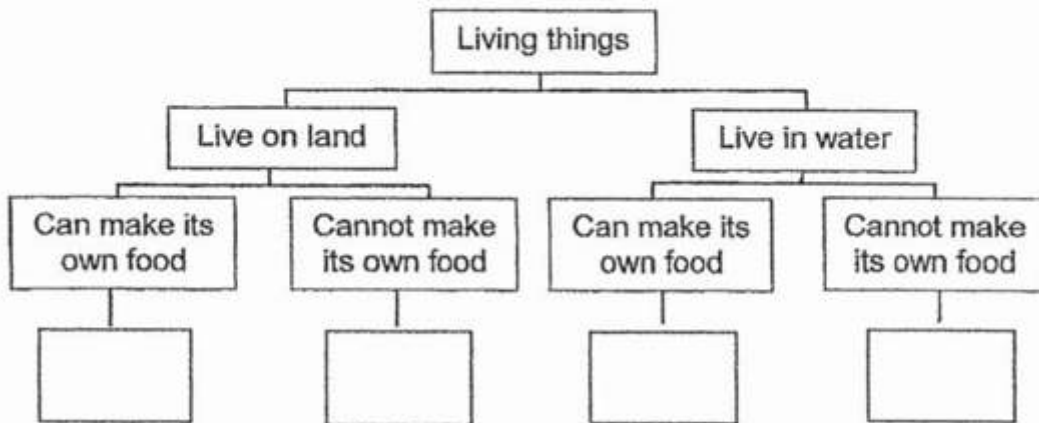 Living things
Live on land
Live in water
Can make its
own food
Cannot make
its own food
Can make its
own food
Cannot make
its own food